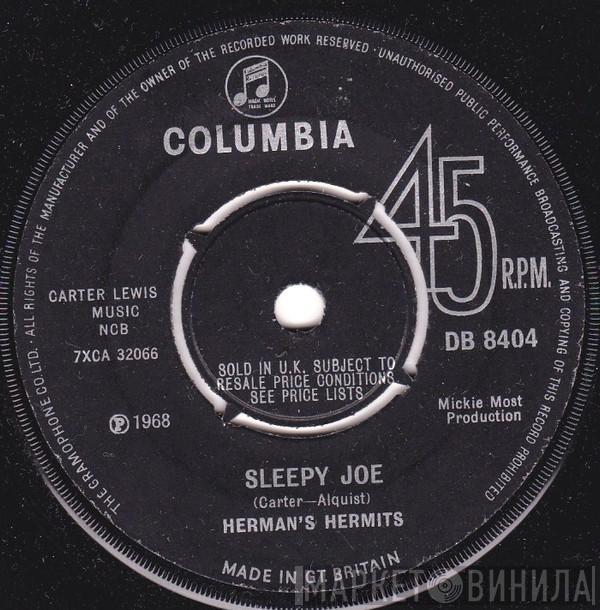 THE GRAMOPHONE CO. LTD. · ALL RIGHTS OF THE MANUFACTURER AND OF THE OWNER OF THE RECORDED WORK RESERVED · UNAUTHORISED PUBLIC PERFORMANCE BROADCASTING AND COPYING OF THIS RECORD PROHIBITED
MAGIC NOTES
TRADE MARK
COLUMBIA
45
R.P.M.
CARTER LEWIS
MUSIC
NCB
7XCA 32066
DB 8404
SOLD IN U.K. SUBJECT TO
RESALE PRICE CONDITIONS,
SEE PRICE LISTS
℗ 1968
Mickie Most
Production
SLEEPY JOE
(Carter—Alquist)
HERMAN'S HERMITS
MADE IN GT. BRITAIN
МАРКЕТ ВИНИЛА